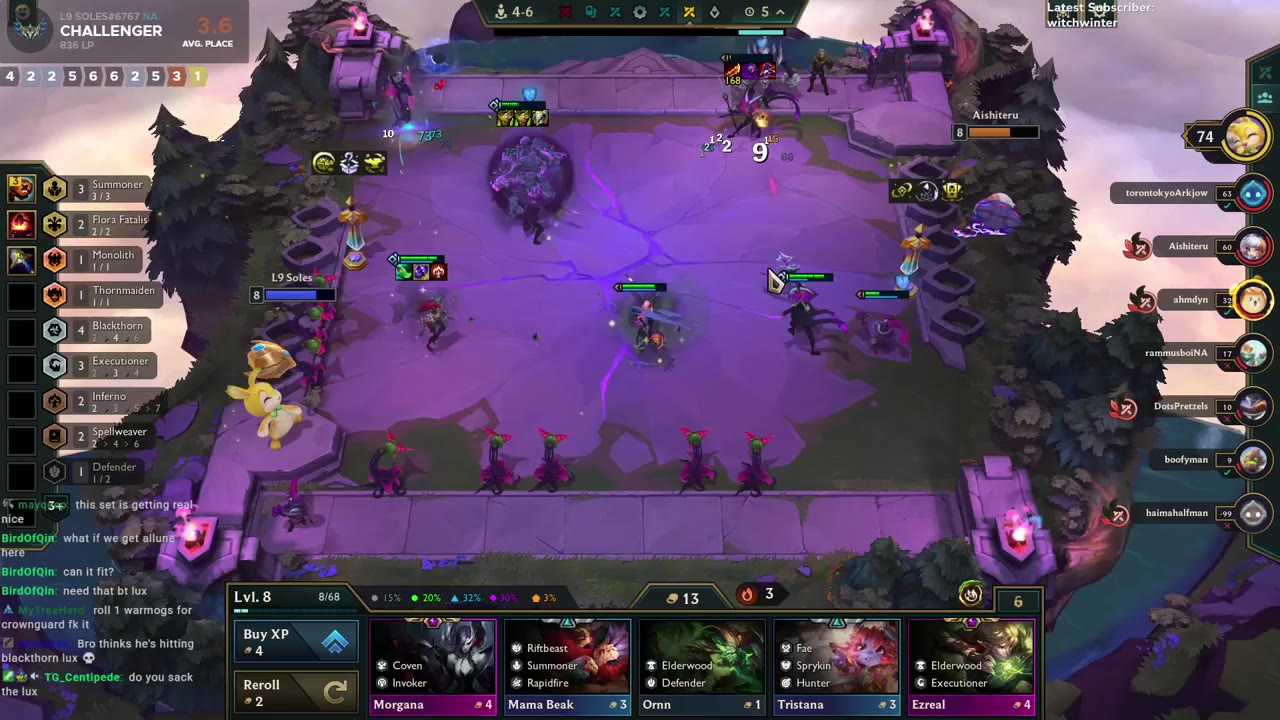 L9 SOLES#6767 NA
CHALLENGER
836 LP
3.6
AVG. PLACE
4 2 2 5 6 6 2 5 3 1
4-6
5
Latest Subscriber:
witchwinter
3 Summoner
3 / 3
2 Flora Fatalis
2 / 2
1 Monolith
1 / 1
1 Thornmaiden
1 / 1
4 Blackthorn
2 4 6
3 Executioner
2 3 4
2 Inferno
2 3 5 7
2 Spellweaver
2 4 6
1 Defender
1 / 2
3+
L9 Soles
8
Aishiteru
8
10
73
73
68
2
9
74
torontokyoArkjow 63
Aishiteru 60
ahmdyn 32
rammusboiNA 17
DotsPretzels 10
boofyman 9
haimahalfman -99
this set is getting real
nice
BirdOfQin: what if we get allune
here
BirdOfQin: can it fit?
BirdOfQin: need that bt lux
MyTreeHard: roll 1 warmogs for
crownguard fk it
Bro thinks he's hitting
blackthorn lux
TG_Centipede: do you sack
the lux
Lvl. 8
8/68
15% 20% 32% 30% 3%
13
3
6
Buy XP
4
Reroll
2
Coven
Invoker
Morgana 4
Riftbeast
Summoner
Rapidfire
Mama Beak 3
Elderwood
Defender
Ornn 1
Fae
Sprykin
Hunter
Tristana 3
Elderwood
Executioner
Ezreal 4